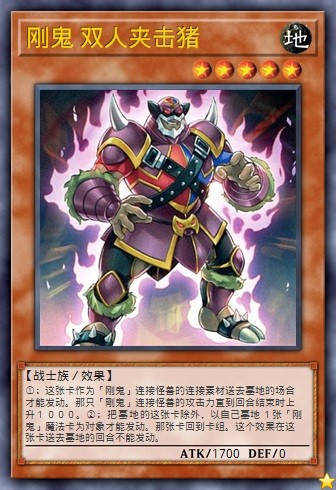 刚鬼 双人夹击猪
地
【战士族／效果】
①：这张卡作为「刚鬼」连接怪兽的连接素材送去墓地的场合
才能发动。那只「刚鬼」连接怪兽的攻击力直到回合结束时上
升１０００。②：把墓地的这张卡除外，以自己墓地１张「刚
鬼」魔法卡为对象才能发动。那张卡回到卡组。这个效果在这
张卡送去墓地的回合不能发动。
ATK/1700 DEF/0